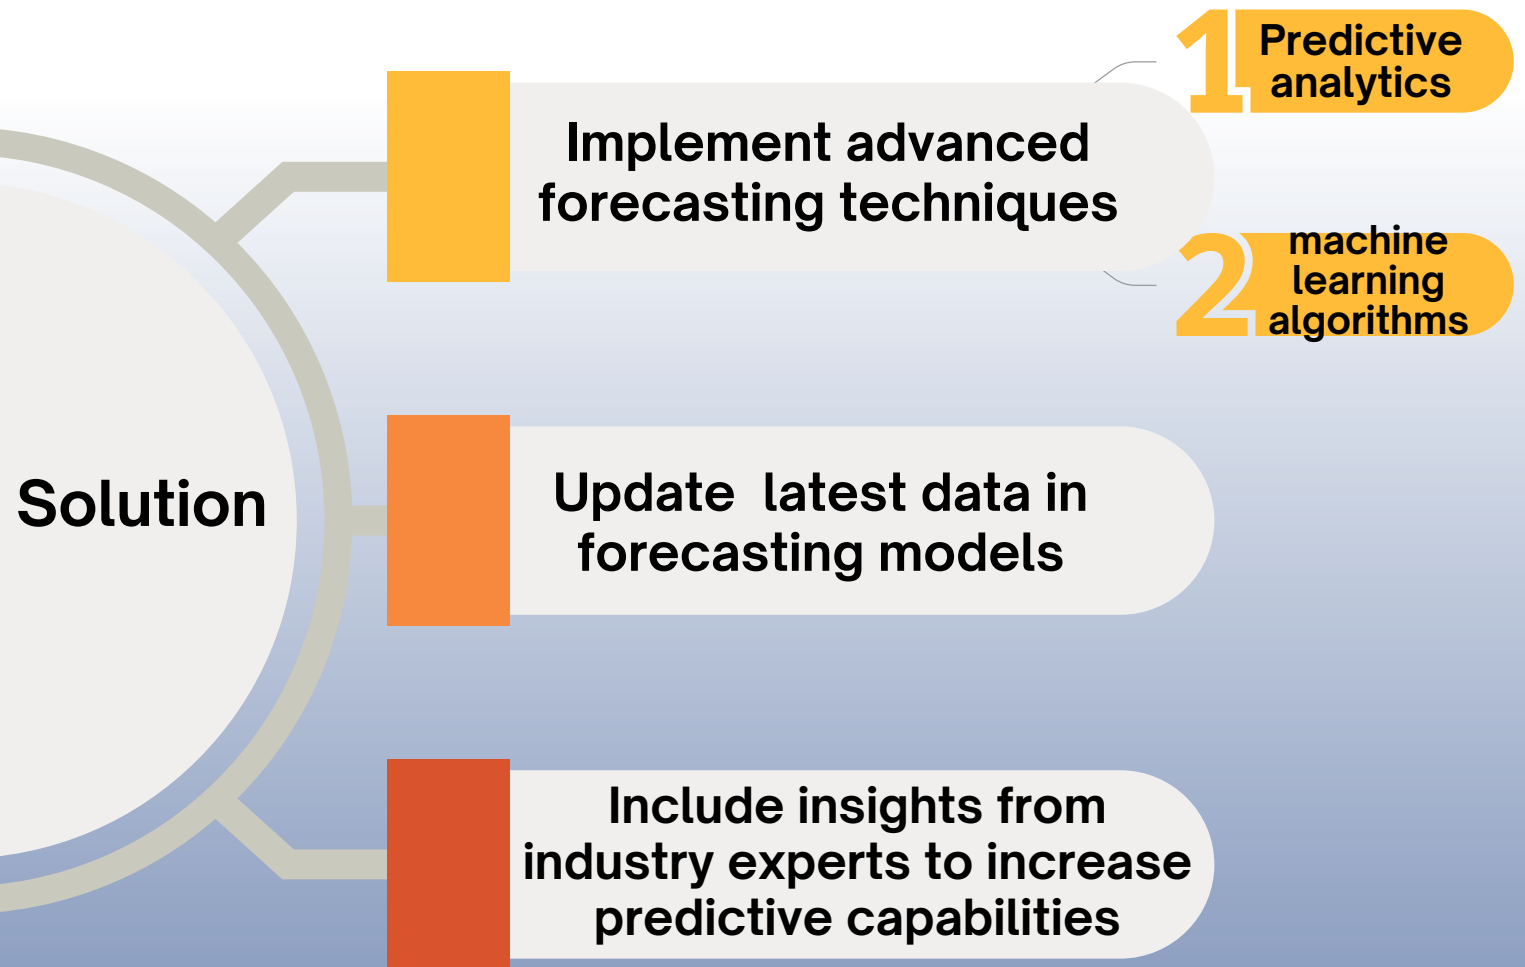 Solution
Implement advanced
forecasting techniques
1
Predictive
analytics
2
machine
learning
algorithms
Update  latest data in
forecasting models
Include insights from
industry experts to increase
predictive capabilities